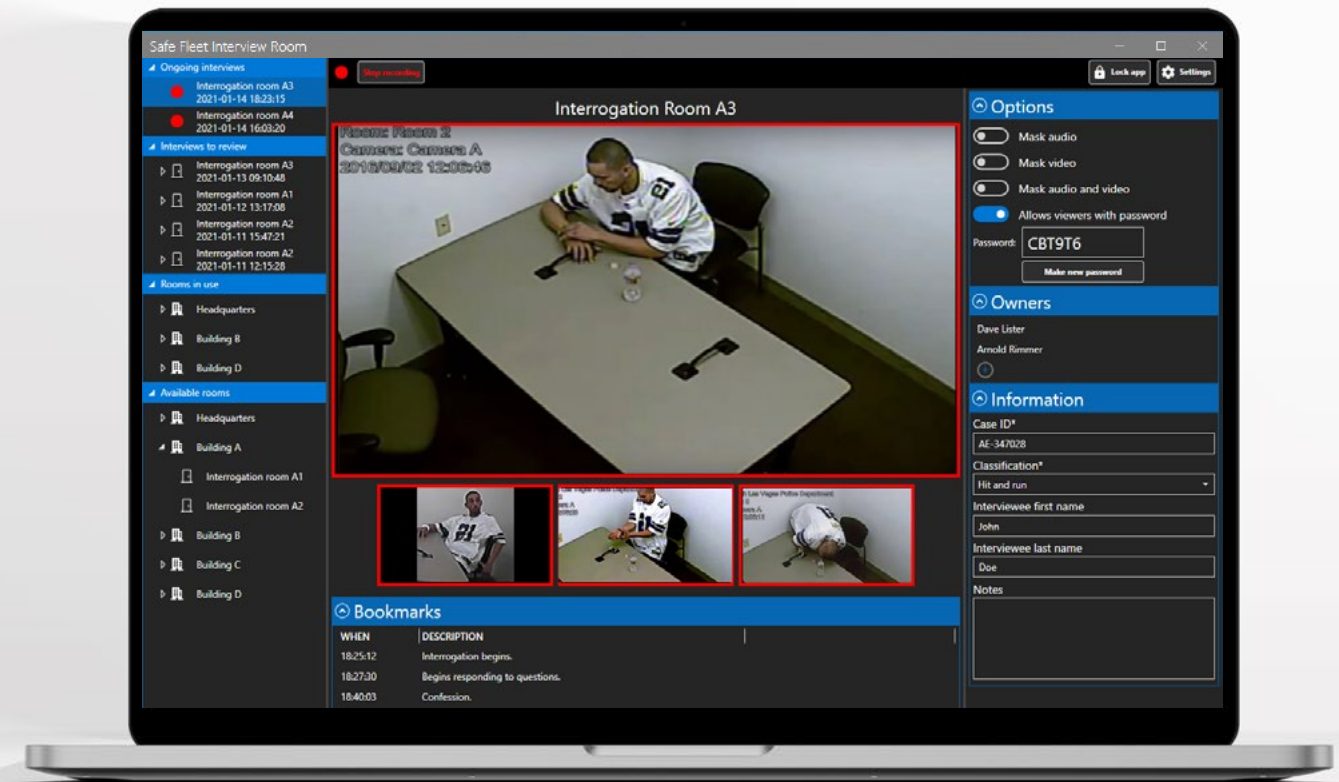 Safe Fleet Interview Room
Ongoing interviews
Interrogation room A3
2021-01-14 18:23:15
Interrogation room A4
2021-01-14 16:03:20
Interviews to review
Interrogation room A3
2021-01-13 09:10:48
Interrogation room A1
2021-01-12 13:17:08
Interrogation room A2
2021-01-11 15:47:21
Interrogation room A2
2021-01-11 12:15:28
Rooms in use
Headquarters
Building B
Building D
Available rooms
Headquarters
Building A
Interrogation room A1
Interrogation room A2
Building B
Building C
Building D
Stop recording
Lock app
Settings
Interrogation Room A3
Room: Room 2
Camera: Camera A
2016/09/02 12:06:46
21
21
21
Las Vegas Police Department
Bookmarks
WHEN DESCRIPTION
18:25:12 Interrogation begins.
18:27:30 Begins responding to questions.
18:40:03 Confession.
Options
Mask audio
Mask video
Mask audio and video
Allows viewers with password
Password: CBT9T6
Make new password
Owners
Dave Lister
Arnold Rimmer
Information
Case ID*
AE-347028
Classification*
Hit and run
Interviewee first name
John
Interviewee last name
Doe
Notes